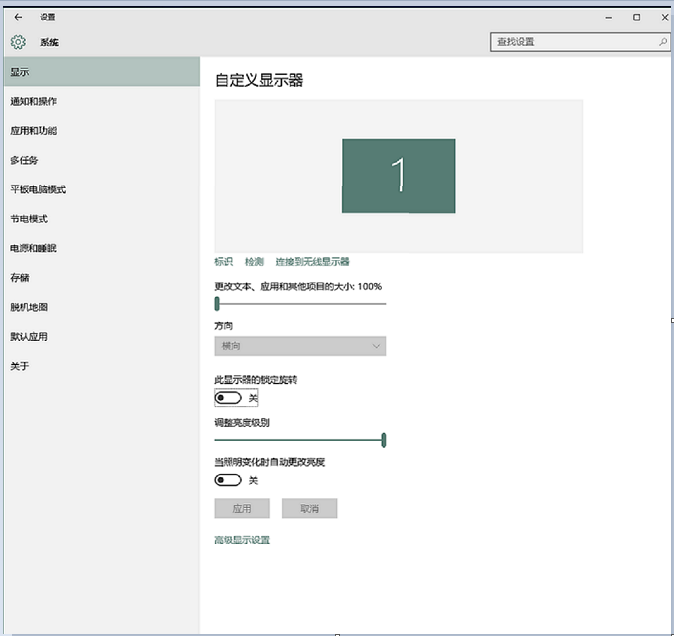 设置
系统
查找设置
显示
通知和操作
应用和功能
多任务
平板电脑模式
节电模式
电源和睡眠
存储
脱机地图
默认应用
关于
自定义显示器
1
标识 检测 连接到无线显示器
更改文本、应用和其他项目的大小: 100%
方向
横向
此显示器的锁定旋转
关
调整亮度级别
当照明变化时自动更改亮度
关
应用 取消
高级显示设置